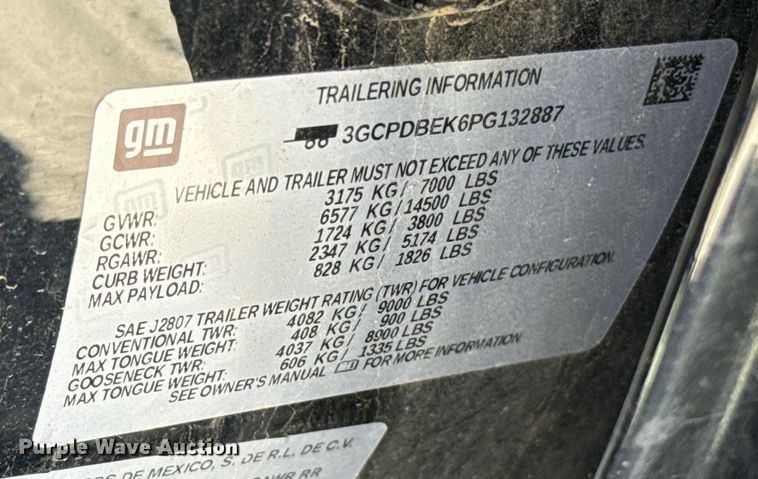 TRAILERING INFORMATION
gm
3GCPDBEK6PG132887
VEHICLE AND TRAILER MUST NOT EXCEED ANY OF THESE VALUES
GVWR: 3175 KG/ 7000 LBS
GCWR: 6577 KG/14500 LBS
RGAWR: 1724 KG/ 3800 LBS
CURB WEIGHT: 2347 KG/ 5174 LBS
MAX PAYLOAD: 828 KG/ 1826 LBS
SAE J2807 TRAILER WEIGHT RATING (TWR) FOR VEHICLE CONFIGURATION.
CONVENTIONAL TWR: 4082 KG/ 9000 LBS
MAX TONGUE WEIGHT: 408 KG/ 900 LBS
GOOSENECK TWR: 4037 KG/ 8900 LBS
MAX TONGUE WEIGHT: 606 KG/ 1335 LBS
SEE OWNER'S MANUAL FOR MORE INFORMATION
Purple Wave Auction
DE MEXICO, S. DE R.L. DE C.V.
RR